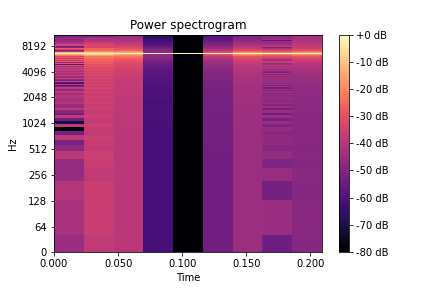 Power spectrogram
8192
4096
2048
1024
512
256
128
64
0
Hz
0.000
0.050
0.100
0.150
0.200
Time
+0 dB
-10 dB
-20 dB
-30 dB
-40 dB
-50 dB
-60 dB
-70 dB
-80 dB